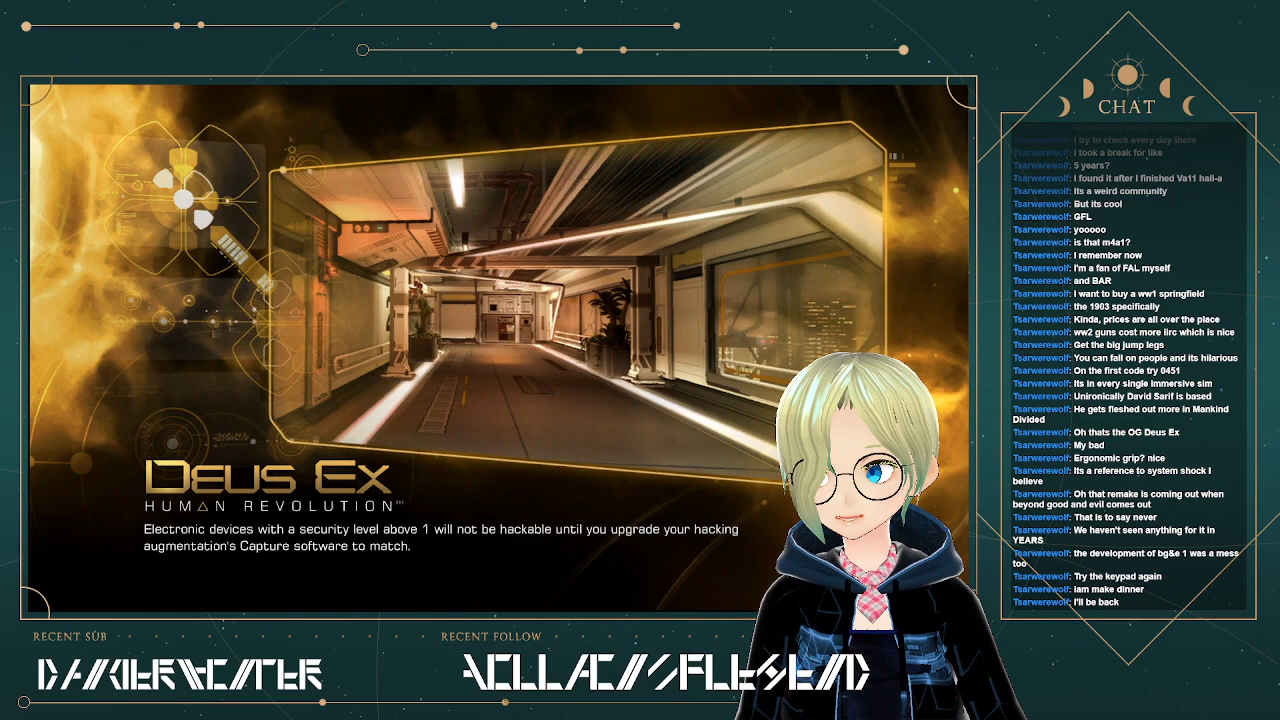 CHAT
Tsarwerewolf: I try to check every day there
Tsarwerewolf: I took a break for like
Tsarwerewolf: 5 years?
Tsarwerewolf: I found it after I finished Va11 hall-a
Tsarwerewolf: Its a weird community
Tsarwerewolf: But its cool
Tsarwerewolf: GFL
Tsarwerewolf: yooooo
Tsarwerewolf: is that m4a1?
Tsarwerewolf: I remember now
Tsarwerewolf: I'm a fan of FAL myself
Tsarwerewolf: and BAR
Tsarwerewolf: I want to buy a ww1 springfield
Tsarwerewolf: the 1903 specifically
Tsarwerewolf: Kinda, prices are all over the place
Tsarwerewolf: ww2 guns cost more iirc which is nice
Tsarwerewolf: Get the big jump legs
Tsarwerewolf: You can fall on people and its hilarious
Tsarwerewolf: On the first code try 0451
Tsarwerewolf: Its in every single immersive sim
Tsarwerewolf: Unironically David Sarif is based
Tsarwerewolf: He gets fleshed out more in Mankind
Divided
Tsarwerewolf: Oh thats the OG Deus Ex
Tsarwerewolf: My bad
Tsarwerewolf: Ergonomic grip? nice
Tsarwerewolf: Its a reference to system shock I
believe
Tsarwerewolf: Oh that remake is coming out when
beyond good and evil comes out
Tsarwerewolf: That is to say never
Tsarwerewolf: We haven't seen anything for it in
YEARS
Tsarwerewolf: the development of bg&e 1 was a mess
too
Tsarwerewolf: Try the keypad again
Tsarwerewolf: Iam make dinner
Tsarwerewolf: I'll be back
DEUS EX
HUMAN REVOLUTION™
Electronic devices with a security level above 1 will not be hackable until you upgrade your hacking
augmentation's Capture software to match.
RECENT SUB
RECENT FOLLOW